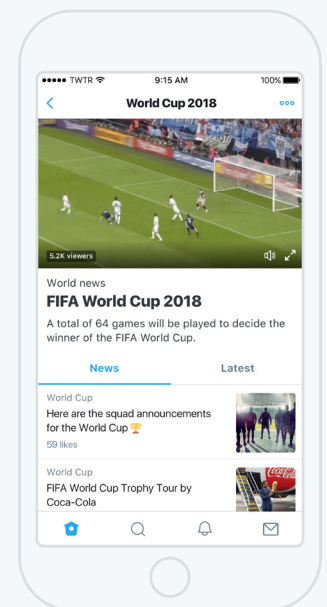 TWTR
9:15 AM
100%
World Cup 2018
5.2K viewers
World news
FIFA World Cup 2018
A total of 64 games will be played to decide the
winner of the FIFA World Cup.
News
Latest
World Cup
Here are the squad announcements
for the World Cup 🏆
59 likes
World Cup
FIFA World Cup Trophy Tour by
Coca-Cola
Coca-Cola